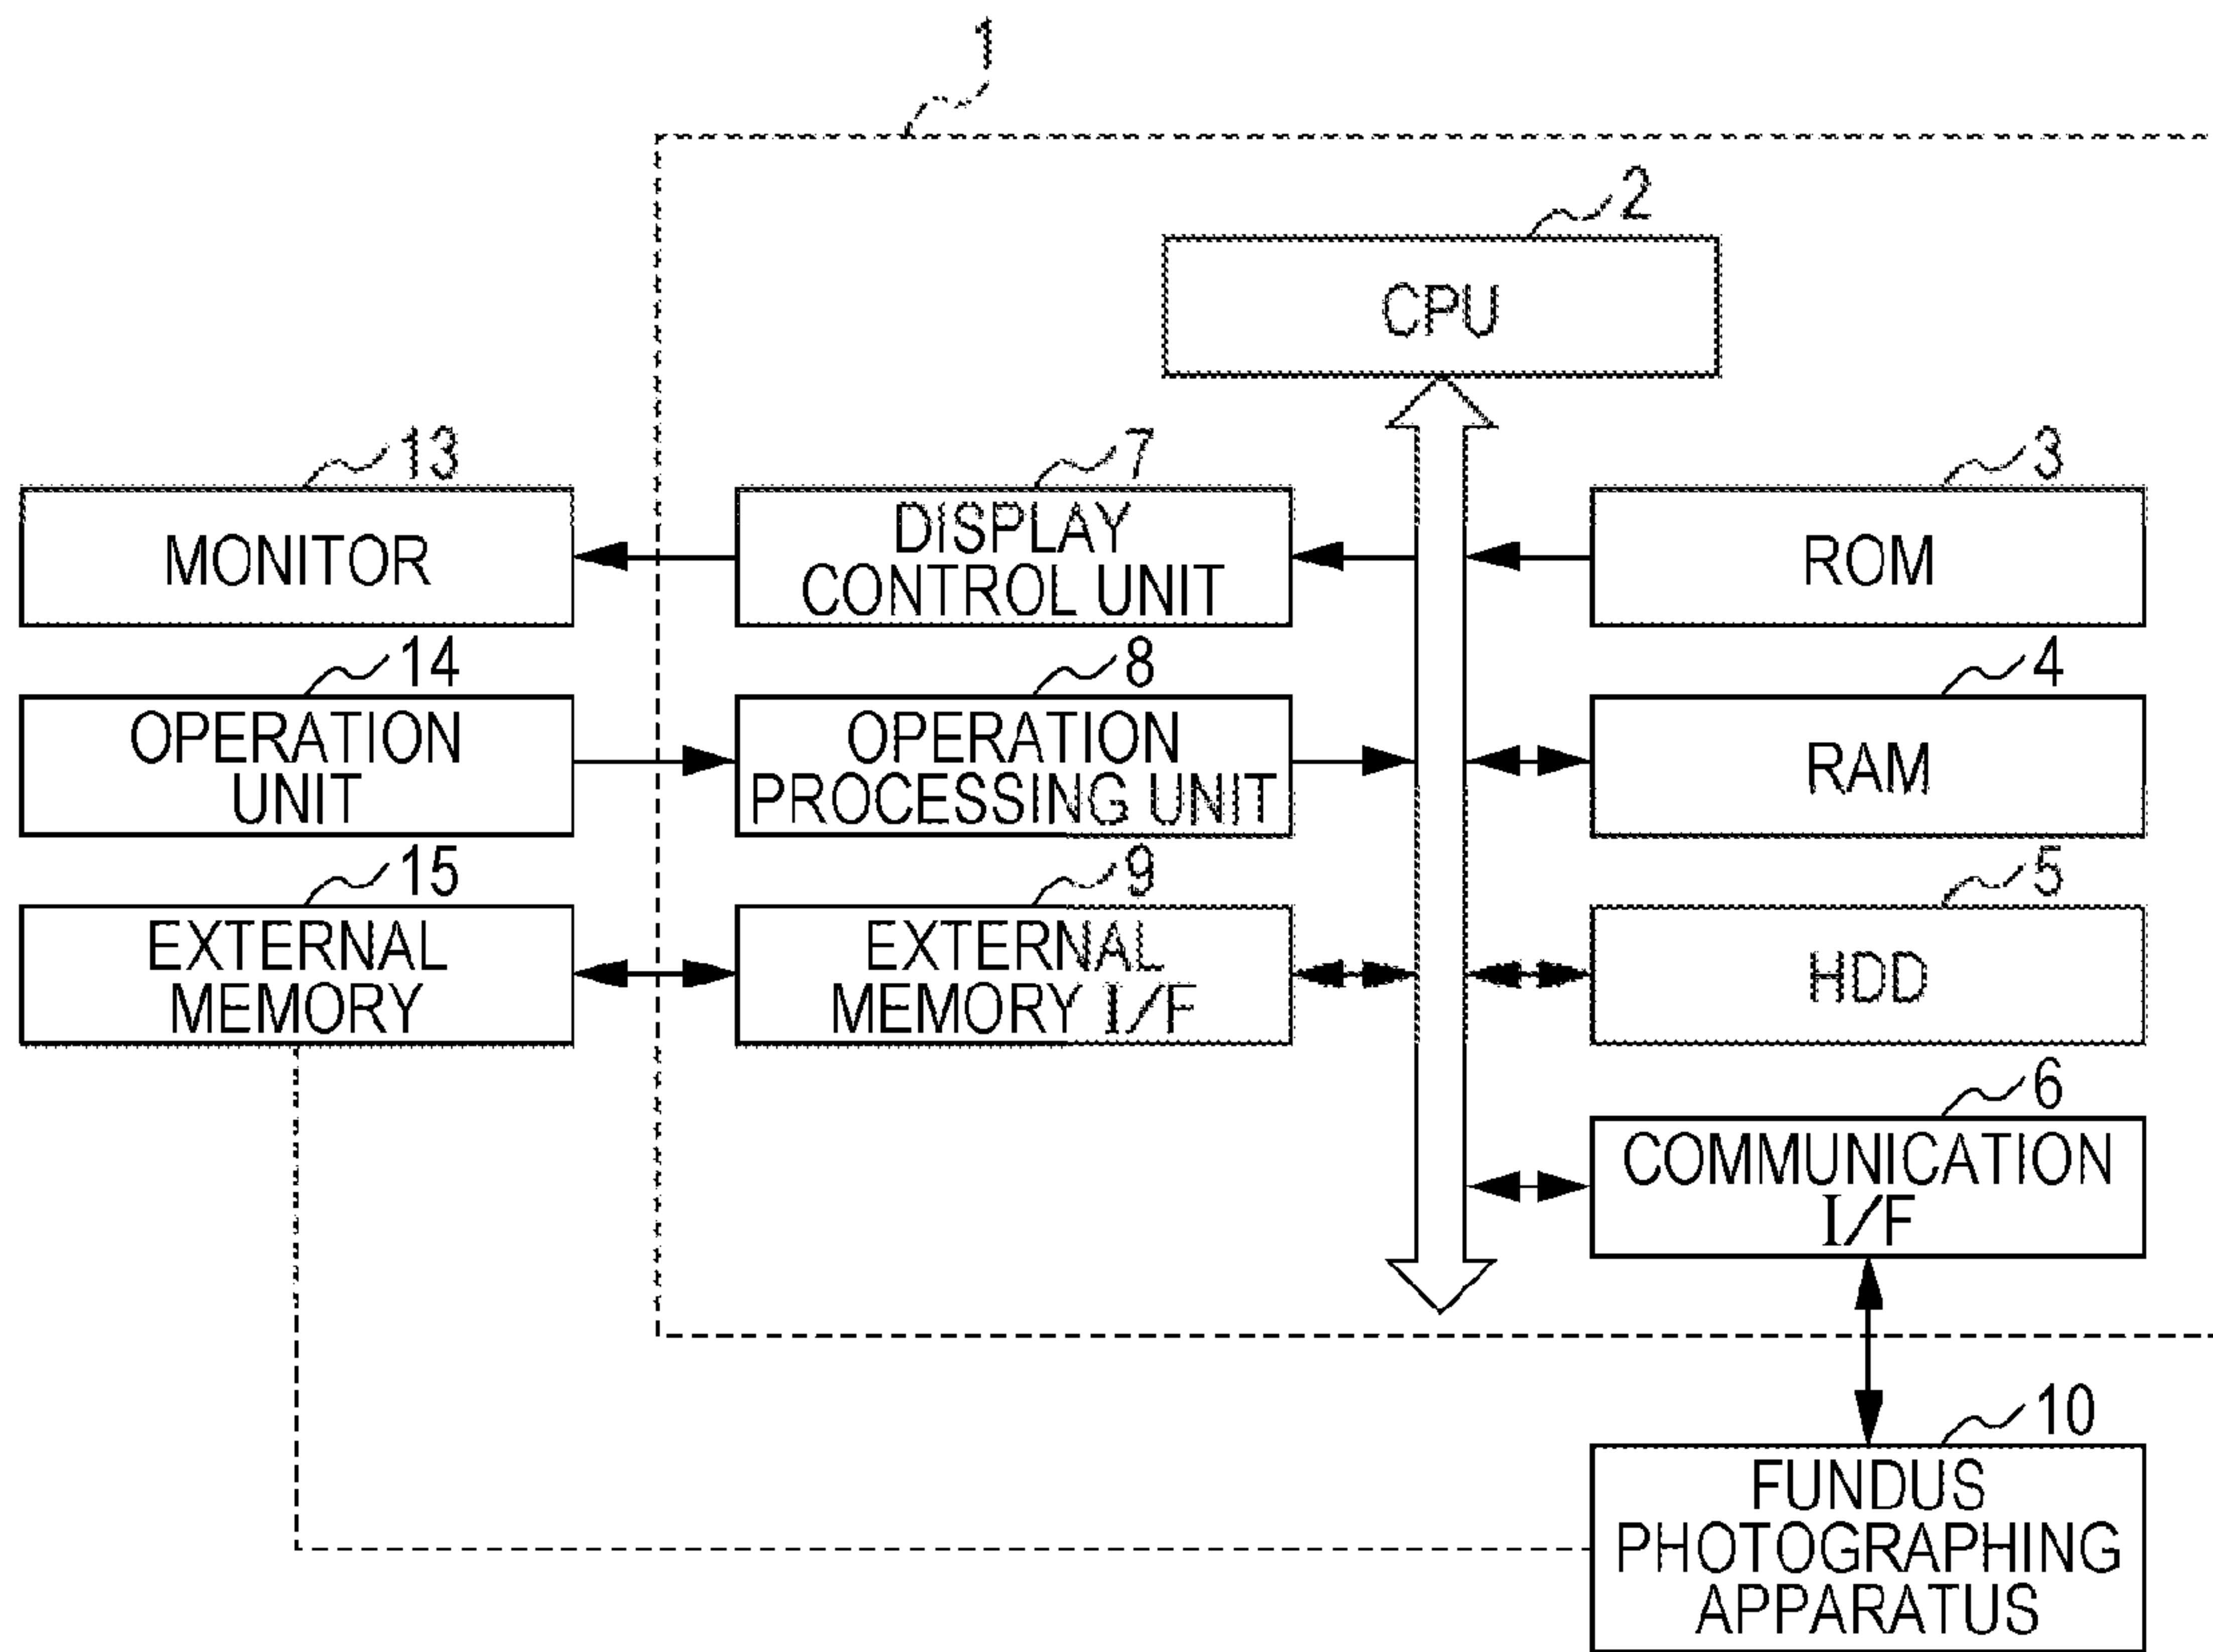 1
2
CPU
13
7
3
MONITOR
DISPLAY
CONTROL UNIT
ROM
14
8
4
OPERATION
UNIT
OPERATION
PROCESSING UNIT
RAM
15
9
5
EXTERNAL
MEMORY
EXTERNAL
MEMORY I/F
HDD
6
COMMUNICATION
I/F
10
FUNDUS
PHOTOGRAPHING
APPARATUS